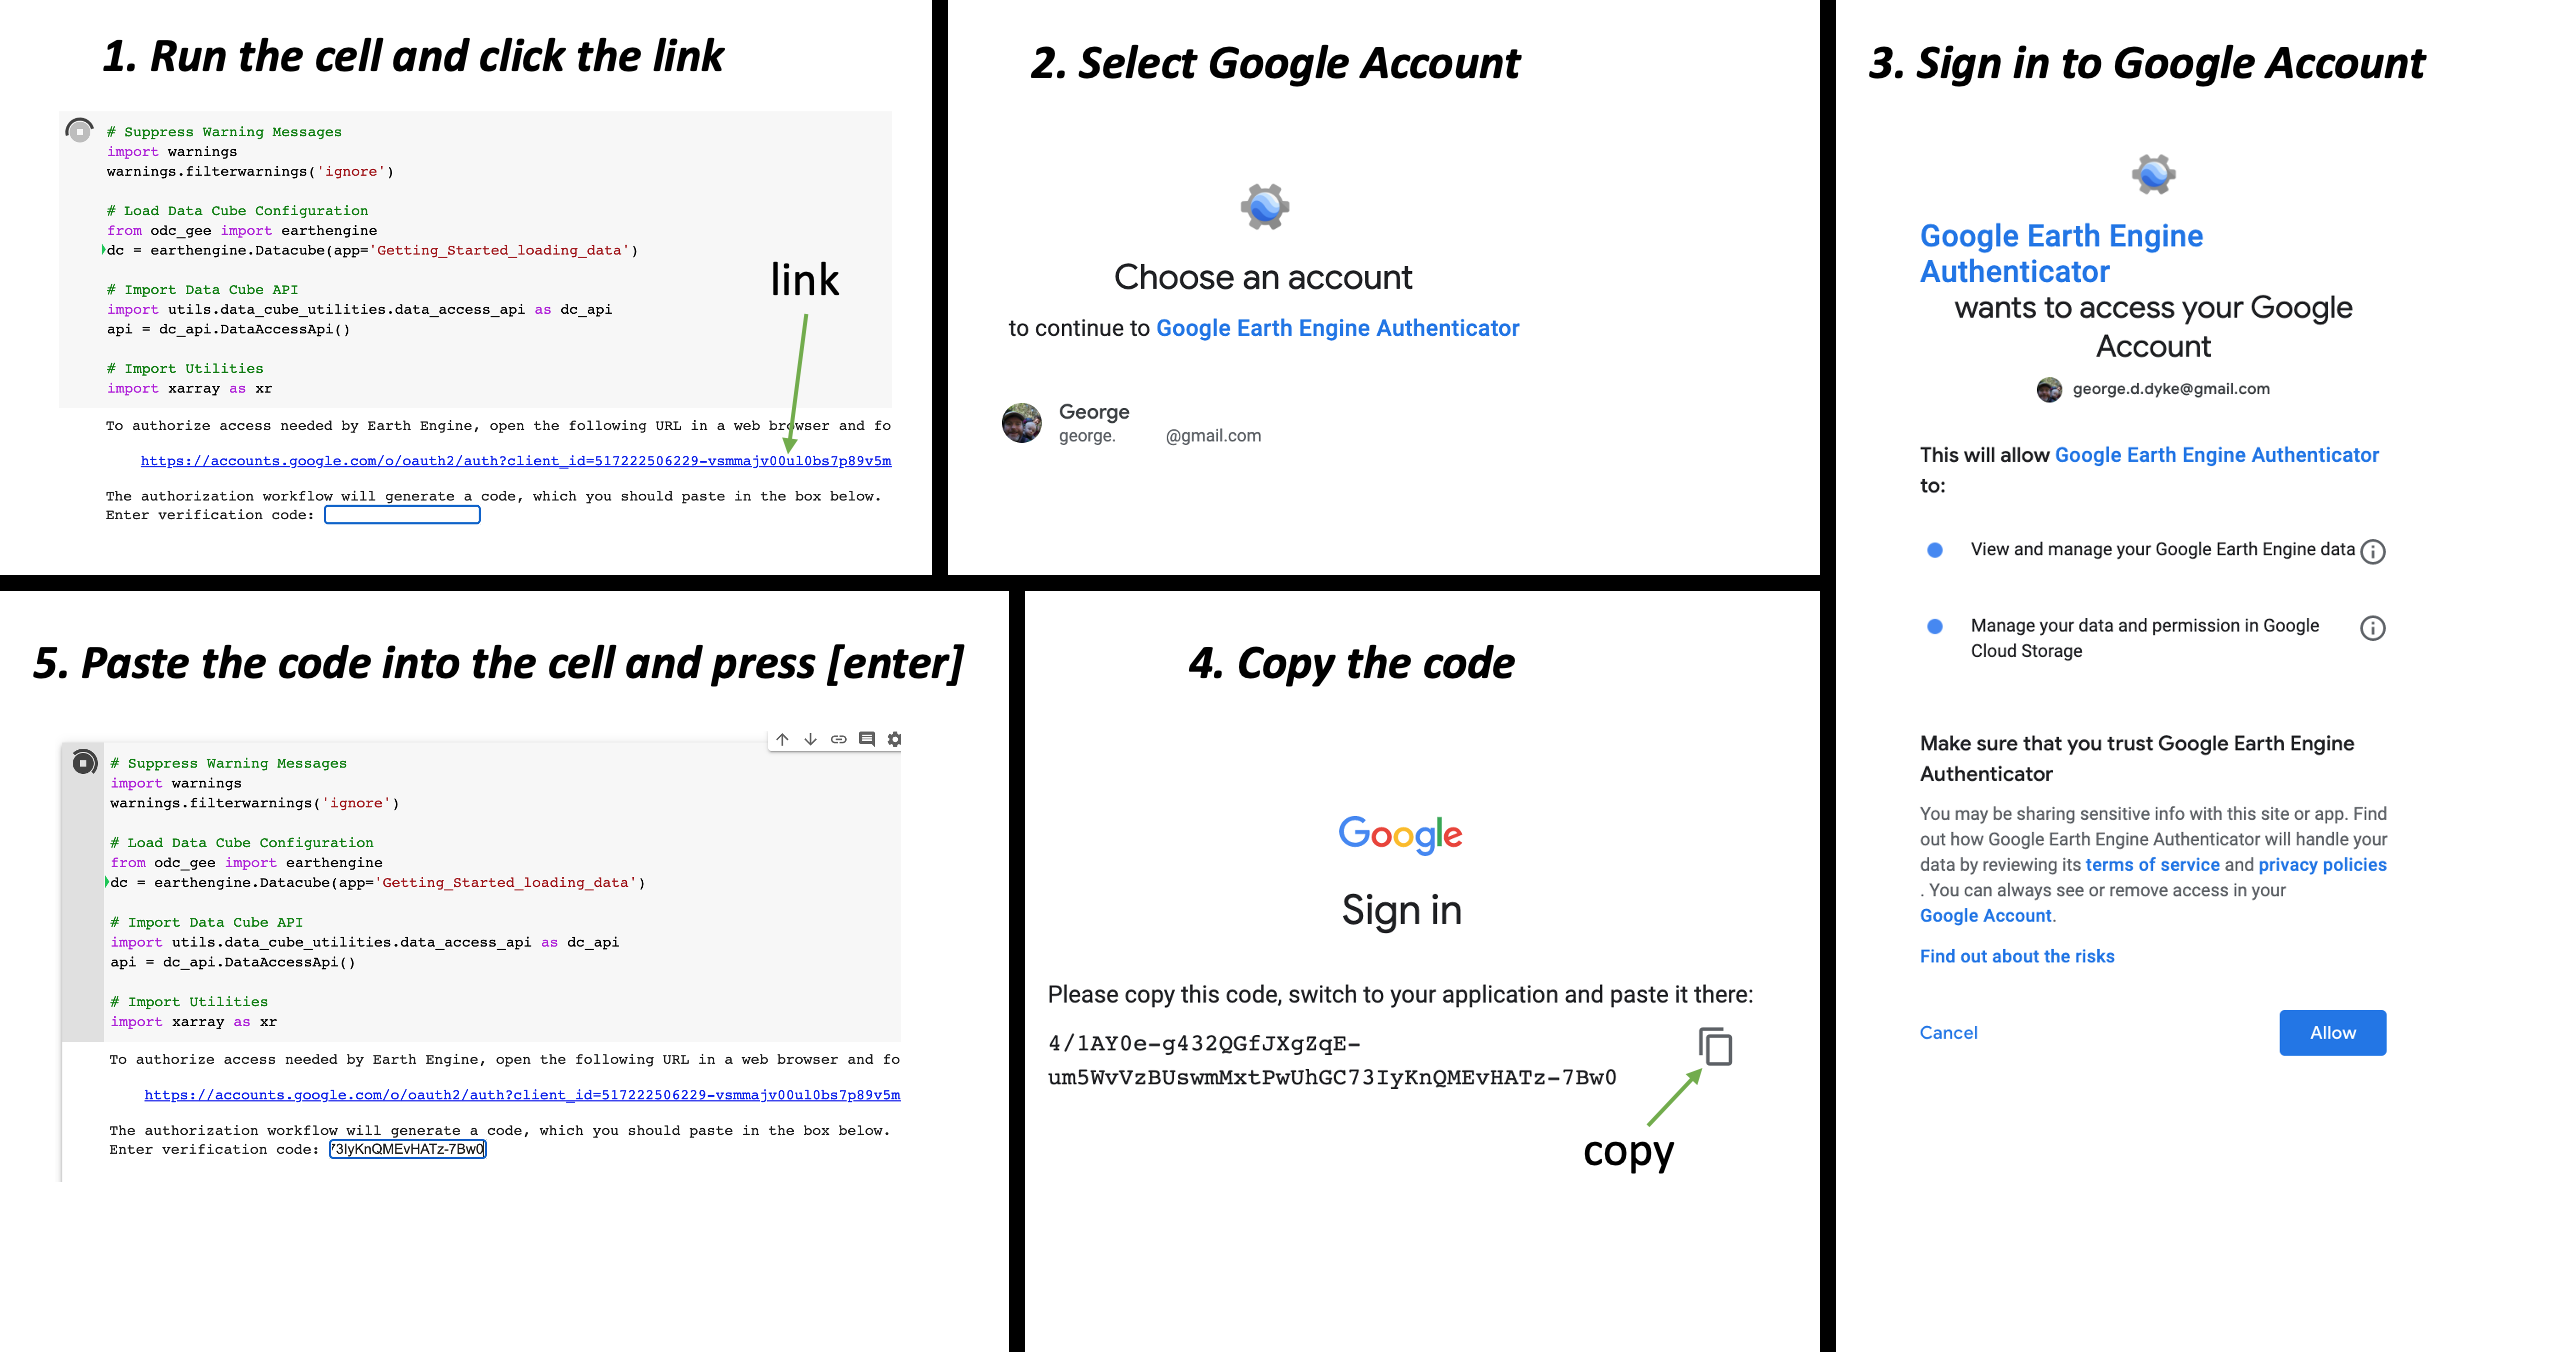 1. Run the cell and click the link
# Suppress Warning Messages
import warnings
warnings.filterwarnings('ignore')
# Load Data Cube Configuration
from odc_gee import earthengine
dc = earthengine.Datacube(app='Getting_Started_loading_data')
# Import Data Cube API
import utils.data_cube_utilities.data_access_api as dc_api
api = dc_api.DataAccessApi()
# Import Utilities
import xarray as xr
link
To authorize access needed by Earth Engine, open the following URL in a web browser and fo
https://accounts.google.com/o/oauth2/auth?client_id=517222506229-vsmmajv00ul0bs7p89v5m
The authorization workflow will generate a code, which you should paste in the box below.
Enter verification code:
2. Select Google Account
Choose an account
to continue to Google Earth Engine Authenticator
George
george. @gmail.com
3. Sign in to Google Account
Google Earth Engine
Authenticator
wants to access your Google
Account
george.d.dyke@gmail.com
This will allow Google Earth Engine Authenticator
to:
View and manage your Google Earth Engine data
Manage your data and permission in Google
Cloud Storage
Make sure that you trust Google Earth Engine
Authenticator
You may be sharing sensitive info with this site or app. Find
out how Google Earth Engine Authenticator will handle your
data by reviewing its terms of service and privacy policies
. You can always see or remove access in your
Google Account.
Find out about the risks
Cancel
Allow
4. Copy the code
Google
Sign in
Please copy this code, switch to your application and paste it there:
4/1AY0e-g432QGfJXgZqE-
um5WvVzBUswmMxtPwUhGC73IyKnQMEvHATz-7Bw0
copy
5. Paste the code into the cell and press [enter]
# Suppress Warning Messages
import warnings
warnings.filterwarnings('ignore')
# Load Data Cube Configuration
from odc_gee import earthengine
dc = earthengine.Datacube(app='Getting_Started_loading_data')
# Import Data Cube API
import utils.data_cube_utilities.data_access_api as dc_api
api = dc_api.DataAccessApi()
# Import Utilities
import xarray as xr
To authorize access needed by Earth Engine, open the following URL in a web browser and fo
https://accounts.google.com/o/oauth2/auth?client_id=517222506229-vsmmajv00ul0bs7p89v5m
The authorization workflow will generate a code, which you should paste in the box below.
Enter verification code: 73IyKnQMEvHATz-7Bw0